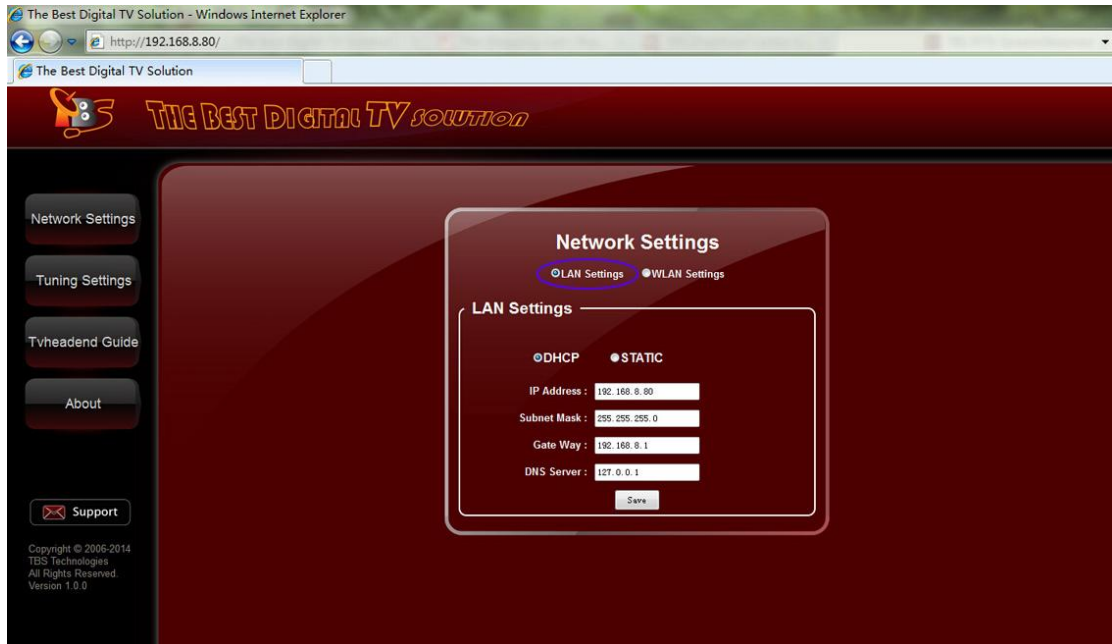 The Best Digital TV Solution - Windows Internet Explorer
http://192.168.8.80/
The Best Digital TV Solution
TBS THE BEST DIGITAL TV SOLUTION
Network Settings
Tuning Settings
Tvheadend Guide
About
Support
Copyright © 2006-2014
TBS Technologies
All Rights Reserved.
Version 1.0.0
Network Settings
LAN Settings WLAN Settings
LAN Settings
DHCP STATIC
IP Address : 192.168.8.80
Subnet Mask : 255.255.255.0
Gate Way : 192.168.8.1
DNS Server : 127.0.0.1
Save